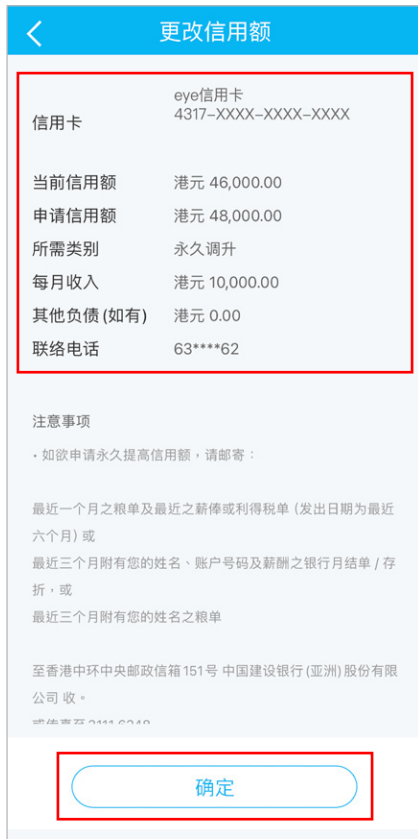 更改信用额
eye信用卡
信用卡 4317-XXXX-XXXX-XXXX
当前信用额 港元 46,000.00
申请信用额 港元 48,000.00
所需类别 永久调升
每月收入 港元 10,000.00
其他负债 (如有) 港元 0.00
联络电话 63****62
注意事项
・如欲申请永久提高信用额，请邮寄：
最近一个月之粮单及最近之薪俸或利得税单 (发出日期为最近
六个月) 或
最近三个月附有您的姓名、账户号码及薪酬之银行月结单 / 存
折，或
最近三个月附有您的姓名之粮单
至香港中环中央邮政信箱 151 号 中国建设银行 (亚洲) 股份有限
公司 收。
或传真至 3111 6248
确定